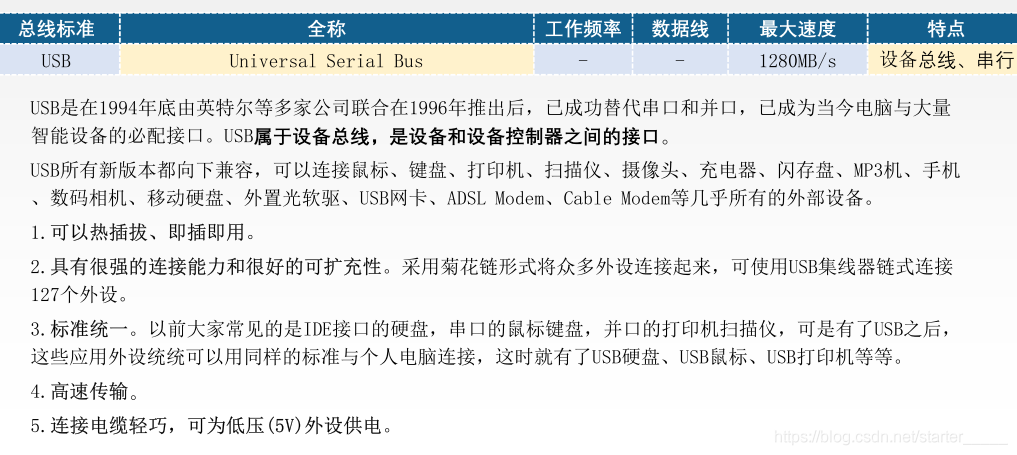 总线标准 全称 工作频率 数据线 最大速度 特点
USB Universal Serial Bus - - 1280MB/s 设备总线、串行
USB是在1994年底由英特尔等多家公司联合在1996年推出后，已成功替代串口和并口，已成为当今电脑与大量
智能设备的必配接口。USB属于设备总线，是设备和设备控制器之间的接口。
USB所有新版本都向下兼容，可以连接鼠标、键盘、打印机、扫描仪、摄像头、充电器、闪存盘、MP3机、手机
、数码相机、移动硬盘、外置光软驱、USB网卡、ADSL Modem、Cable Modem等几乎所有的外部设备。
1.可以热插拔、即插即用。
2.具有很强的连接能力和很好的可扩充性。采用菊花链形式将众多外设连接起来，可使用USB集线器链式连接
127个外设。
3.标准统一。以前大家常见的是IDE接口的硬盘，串口的鼠标键盘，并口的打印机扫描仪，可是有了USB之后，
这些应用外设统统可以用同样的标准与个人电脑连接，这时就有了USB硬盘、USB鼠标、USB打印机等等。
4.高速传输。
5.连接电缆轻巧，可为低压(5V)外设供电。
https://blog.csdn.net/starter_____